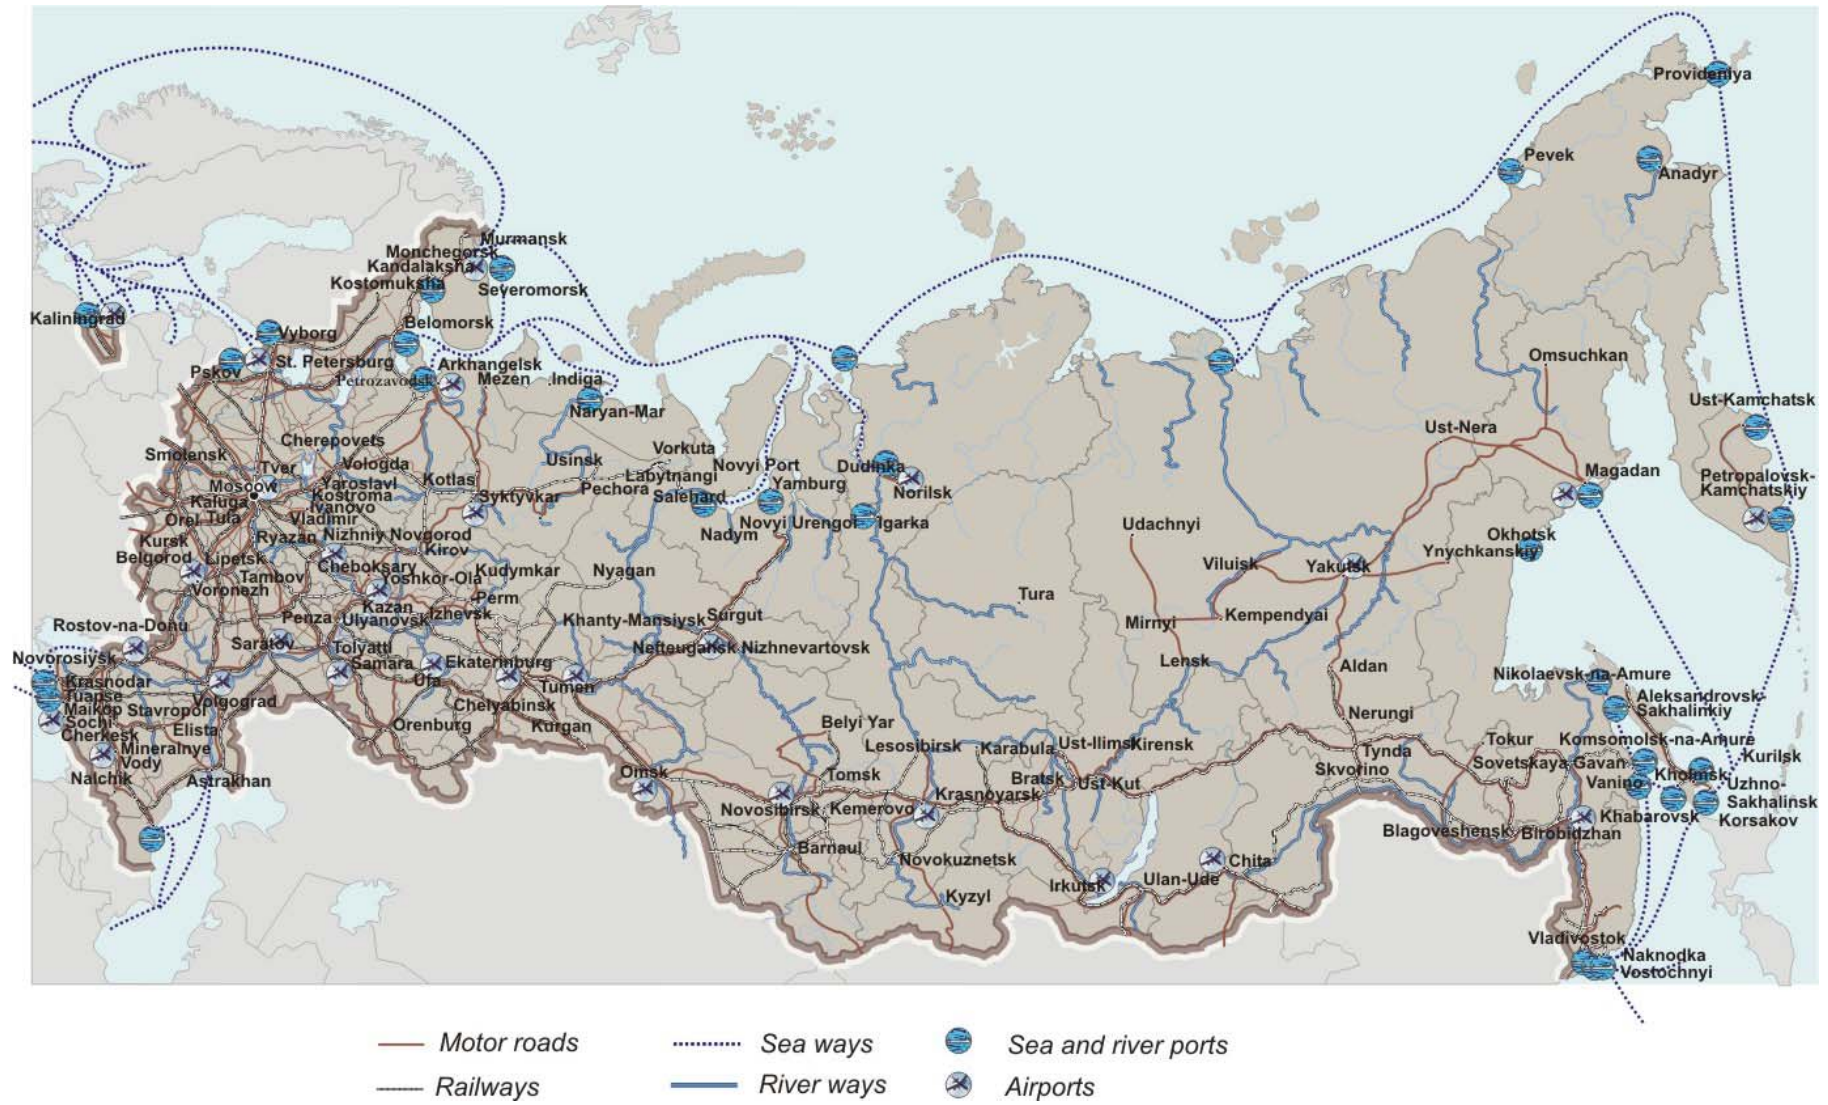 Provideniya
Pevek
Anadyr
Murmansk
Monchegorsk
Kandalaksha
Kostomuksha
Severomorsk
Kaliningrad
Belomorsk
Vyborg
St. Petersburg
Pskov
Petrozavodsk
Arkhangelsk
Mezen
Indiga
Naryan-Mar
Omsuchkan
Ust-Kamchatsk
Ust-Nera
Cherepovets
Smolensk
Tver
Vologda
Vorkuta
Usinsk
Novyi Port
Dudinka
Magadan
Moscow
Yaroslavl
Kotlas
Labytnangi
Pechora
Yamburg
Norilsk
Petropalovsk-
Kamchatskiy
Kaluga
Kostroma
Ivanovo
Syktyvkar
Salehard
Orel
Tula
Vladimir
Novyi Urengoi
Igarka
Udachnyi
Kursk
Ryazan
Nizhniy Novgorod
Nadym
Okhotsk
Belgorod
Lipetsk
Kirov
Ynychkanskiy
Cheboksary
Viluisk
Yakutsk
Tambov
Yoshkor-Ola
Kudymkar
Nyagan
Voronezh
Kazan
Perm
Tura
Rostov-na-Donu
Penza
Ulyanovsk
Izhevsk
Khanty-Mansiysk
Surgut
Mirnyi
Kempendyai
Saratov
Tolyatti
Nefteugansk
Nizhnevartovsk
Novorosiysk
Samara
Ekaterinburg
Lensk
Aldan
Krasnodar
Ufa
Tumen
Nikolaevsk-na-Amure
Tuapse
Volgograd
Chelyabinsk
Aleksandrovsk-
Sakhalinkiy
Maikop
Stavropol
Nerungi
Sochi
Elista
Orenburg
Kurgan
Belyi Yar
Cherkesk
Lesosibirsk
Karabula
Ust-Ilimsk
Kirensk
Tokur
Komsomolsk-na-Amure
Mineralnye
Vody
Tynda
Kurilsk
Nalchik
Astrakhan
Omsk
Tomsk
Bratsk
Ust-Kut
Skvorino
Sovetskaya Gavan
Vanino
Kholmsk
Uzhno-
Sakhalinsk
Novosibirsk
Kemerovo
Krasnoyarsk
Korsakov
Blagoveshensk
Birobidzhan
Khabarovsk
Barnaul
Novokuznetsk
Chita
Irkutsk
Ulan-Ude
Kyzyl
Vladivostok
Naknodka
Vostochnyi
Motor roads
Sea ways
Sea and river ports
Railways
River ways
Airports